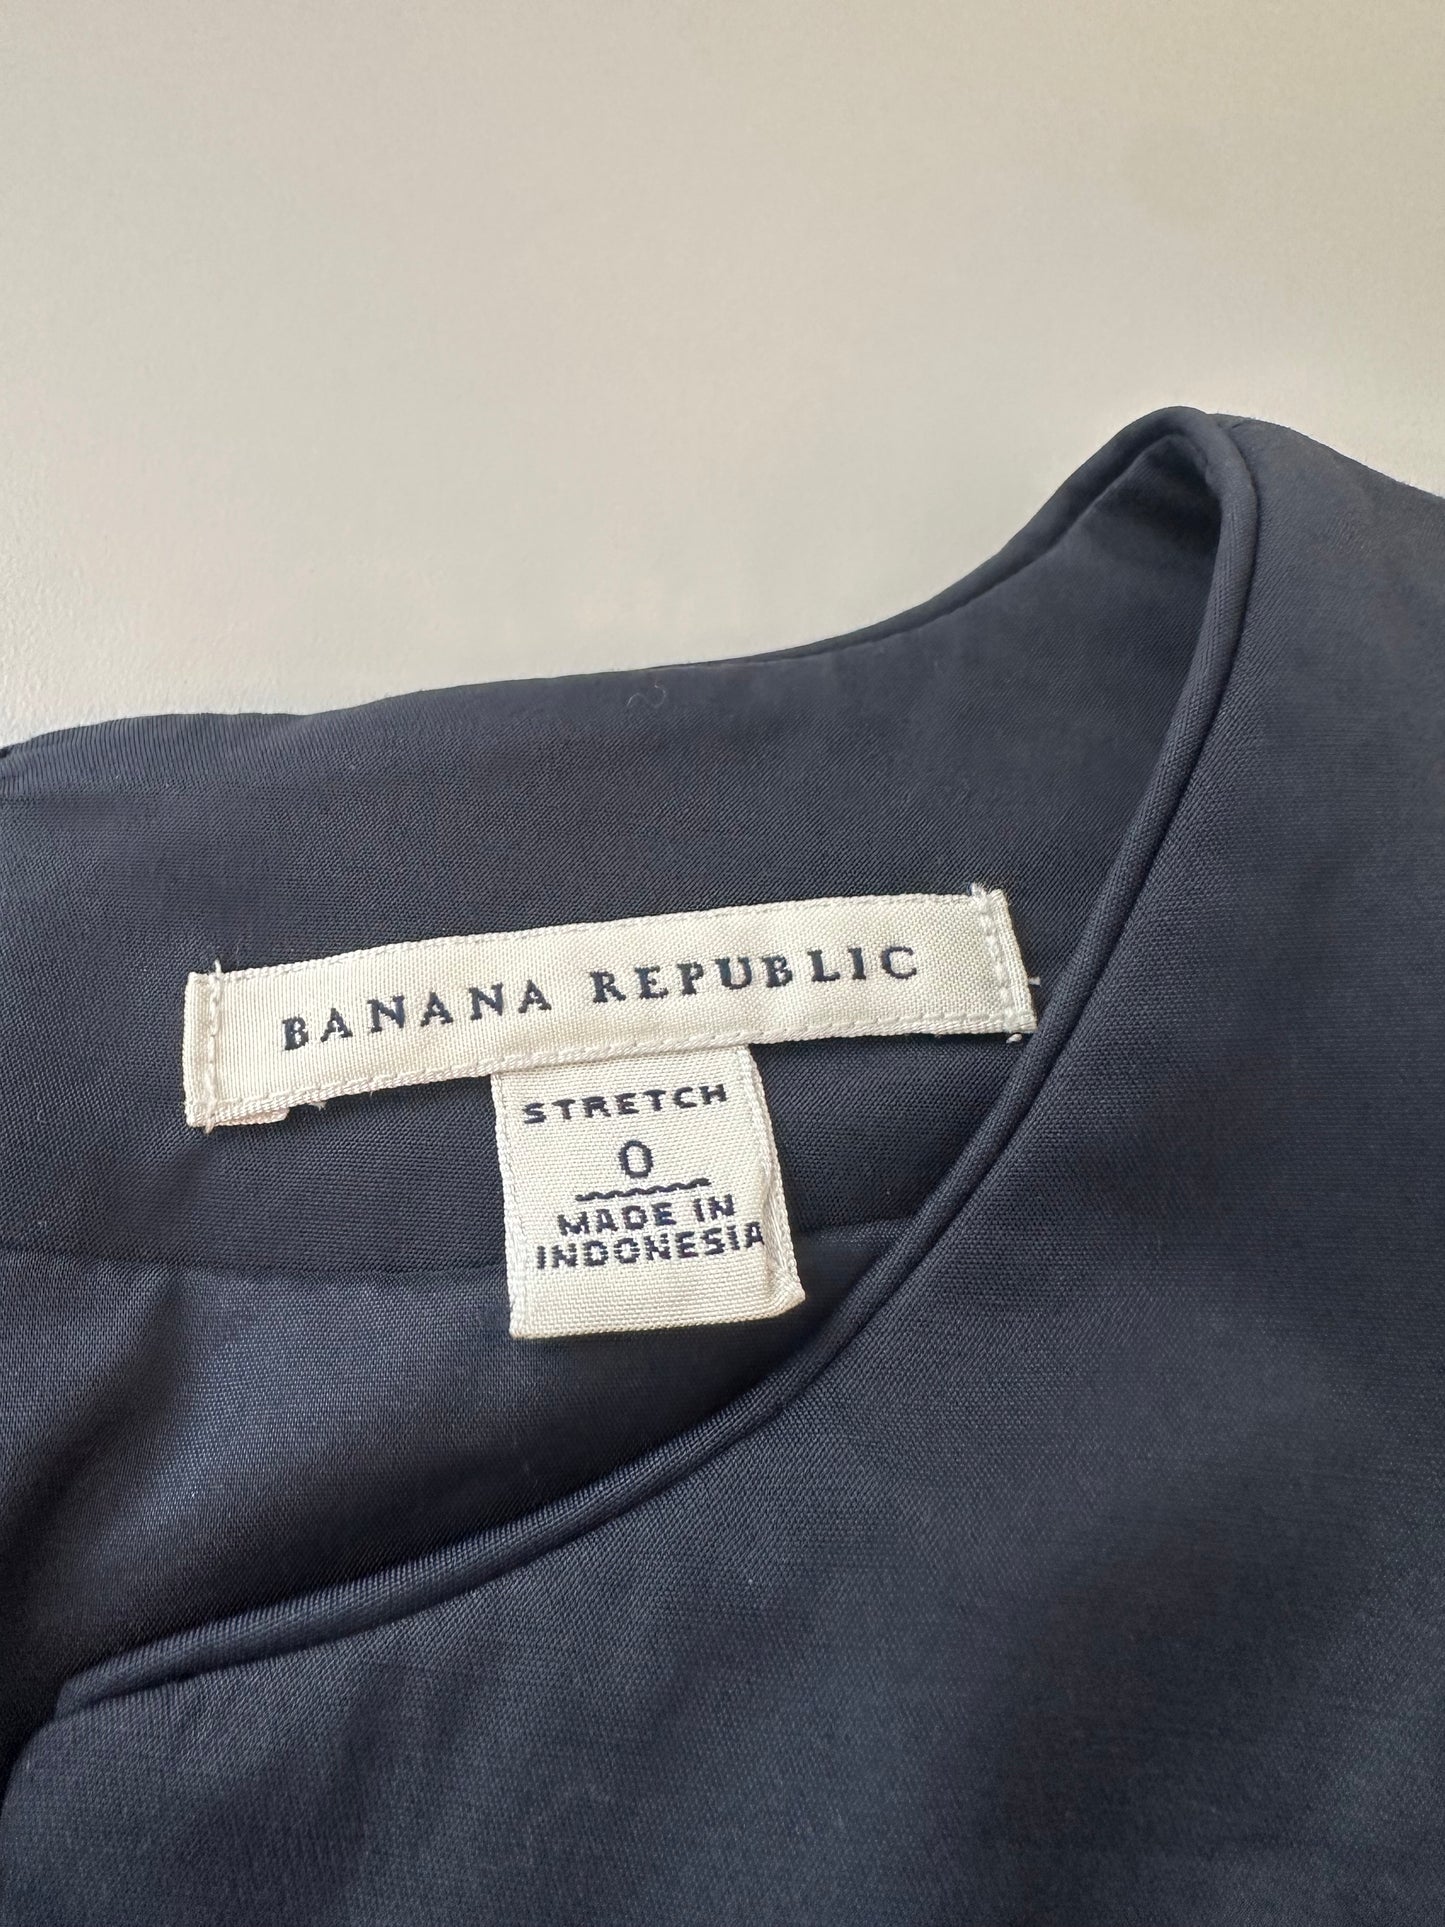 BANANA REPUBLIC
STRETCH
0
MADE IN
INDONESIA